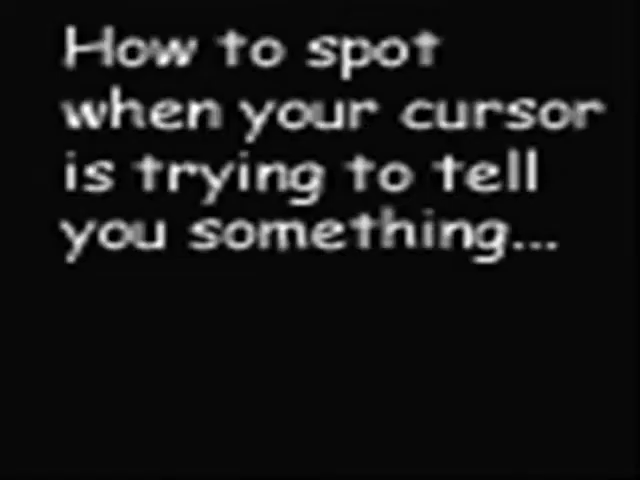 How to spot
when your cursor
is trying to tell
you something...